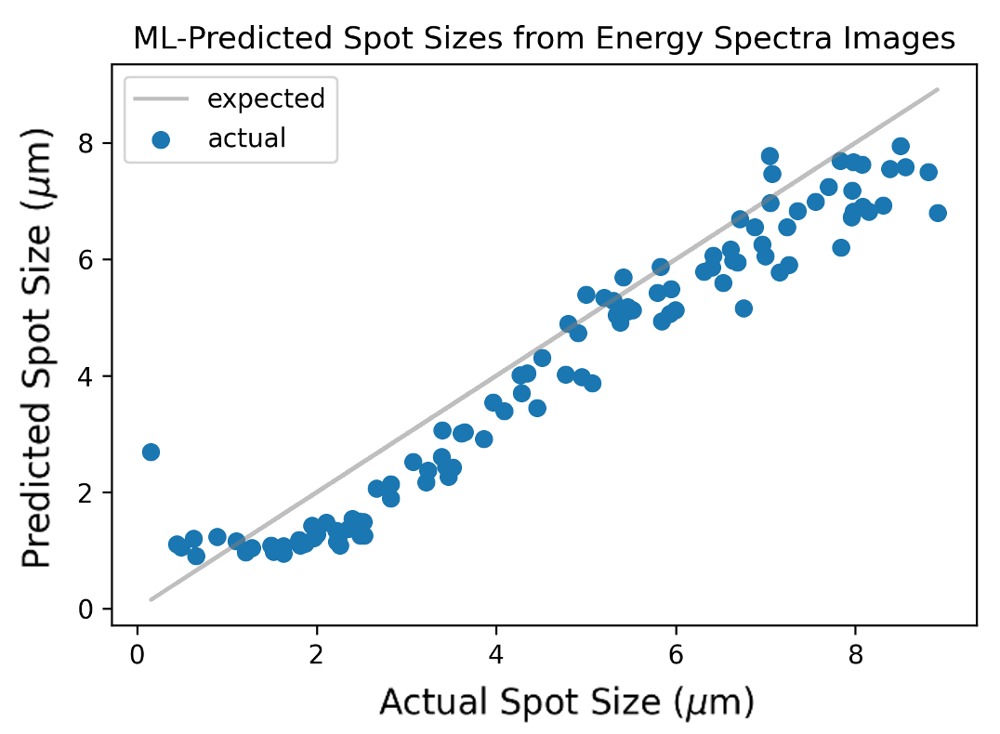 ML-Predicted Spot Sizes from Energy Spectra Images
expected
actual
Predicted Spot Size (μm)
8
6
4
2
0
0 2 4 6 8
Actual Spot Size (μm)